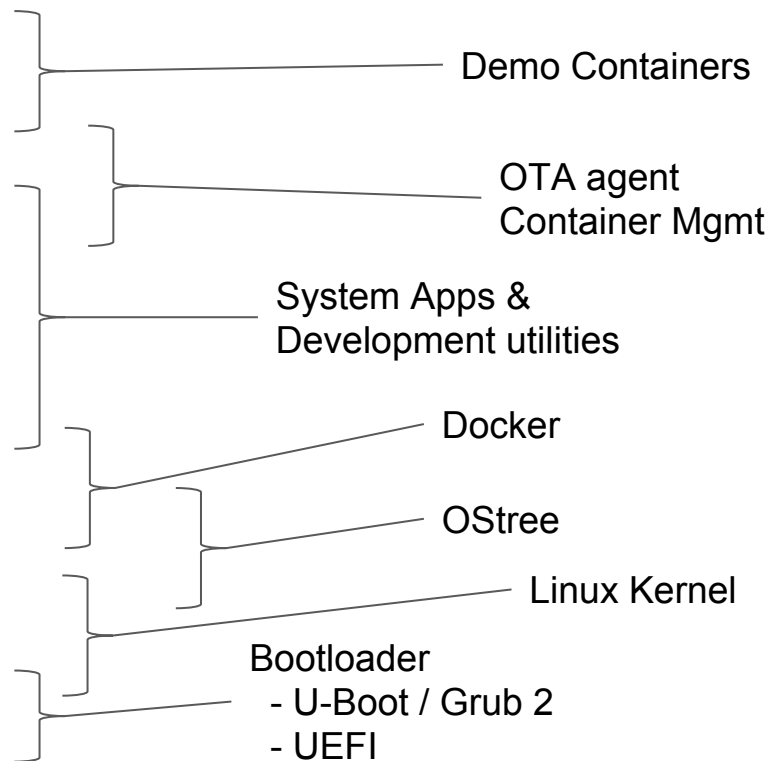 Demo Containers
OTA agent
Container Mgmt
System Apps &
Development utilities
Docker
OStree
Linux Kernel
Bootloader
- U-Boot / Grub 2
- UEFI